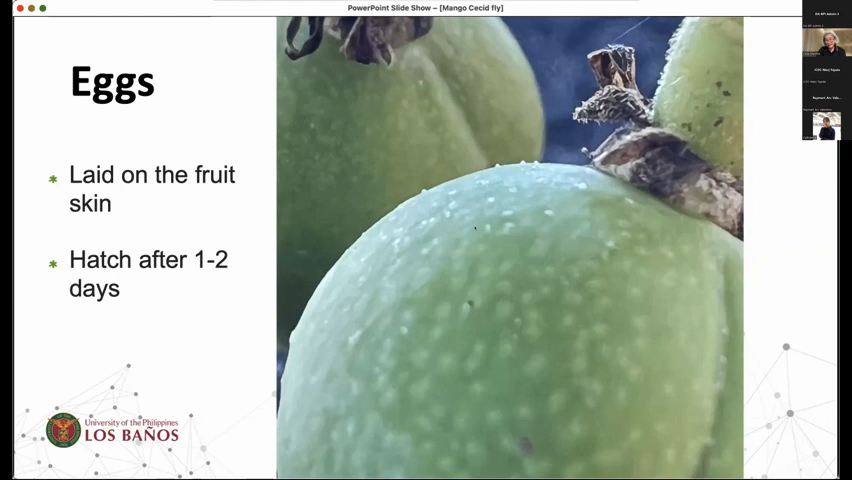 PowerPoint Slide Show – [Mango Cecid fly]
Eggs
* Laid on the fruit
skin
* Hatch after 1-2
days
University of the Philippines
LOS BAÑOS